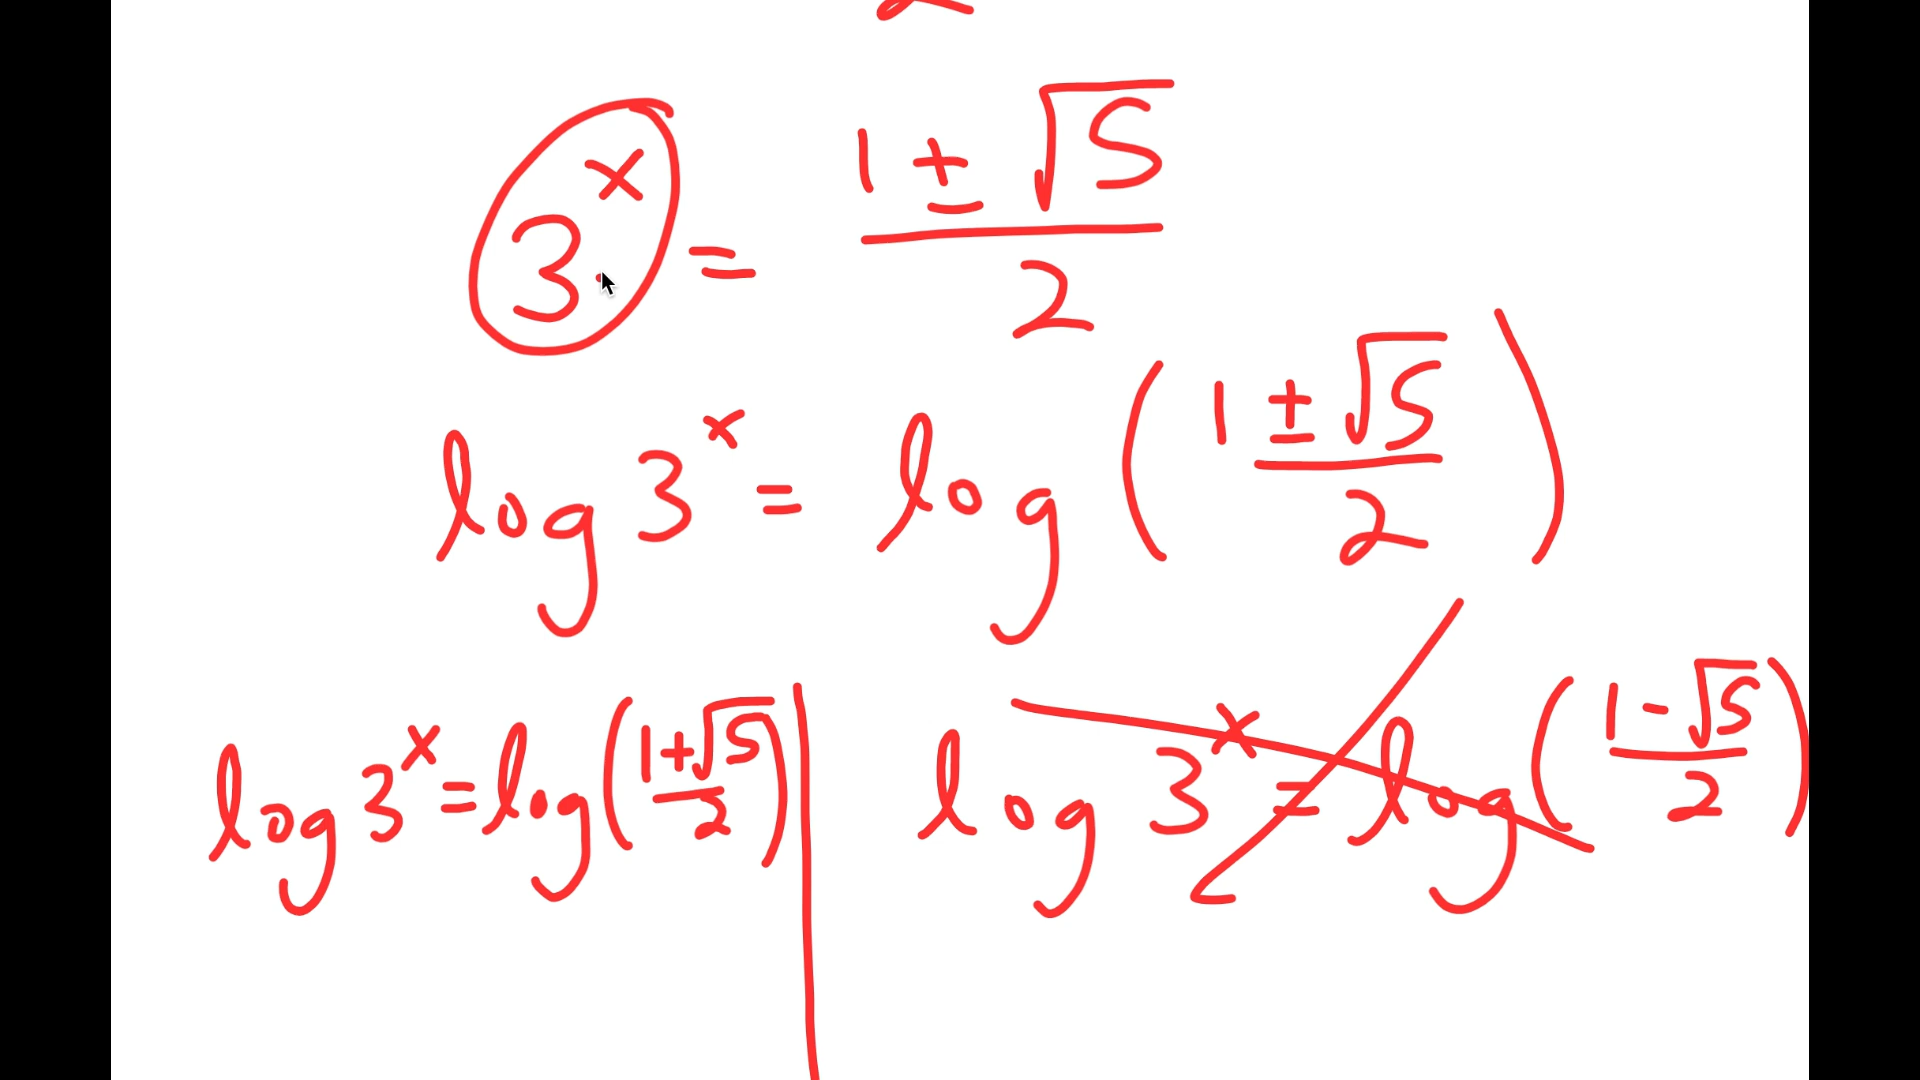 3^x = (1 ± √5)/2
log 3^x = log ((1 ± √5)/2)
log 3^x = log ((1 + √5)/2)
log 3^x = log ((1 - √5)/2)